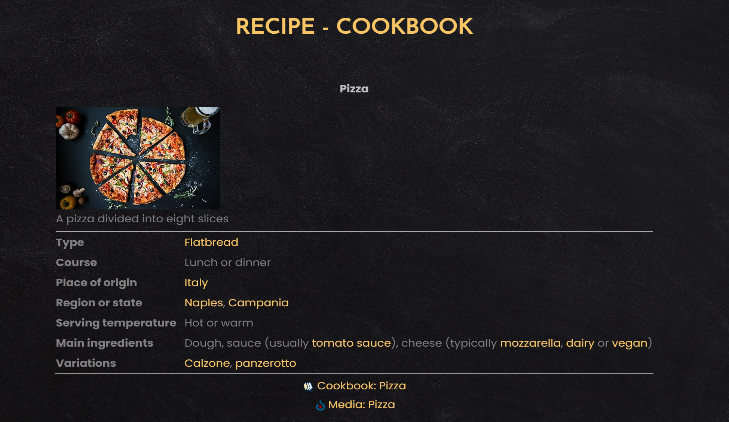 RECIPE - COOKBOOK
Pizza
A pizza divided into eight slices
Type Flatbread
Course Lunch or dinner
Place of origin Italy
Region or state Naples, Campania
Serving temperature Hot or warm
Main ingredients Dough, sauce (usually tomato sauce), cheese (typically mozzarella, dairy or vegan)
Variations Calzone, panzerotto
Cookbook: Pizza
Media: Pizza